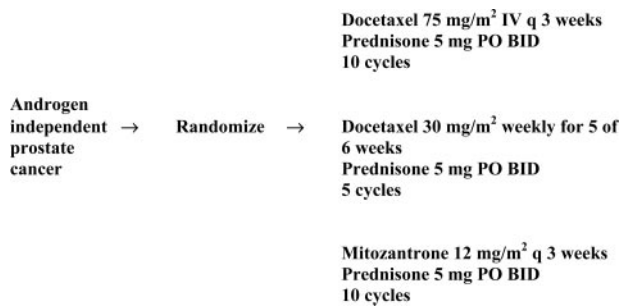 Docetaxel 75 mg/m² IV q 3 weeks
Prednisone 5 mg PO BID
10 cycles
Androgen
independent → Randomize →
prostate
cancer
Docetaxel 30 mg/m² weekly for 5 of
6 weeks
Prednisone 5 mg PO BID
5 cycles
Mitozantrone 12 mg/m² q 3 weeks
Prednisone 5 mg PO BID
10 cycles